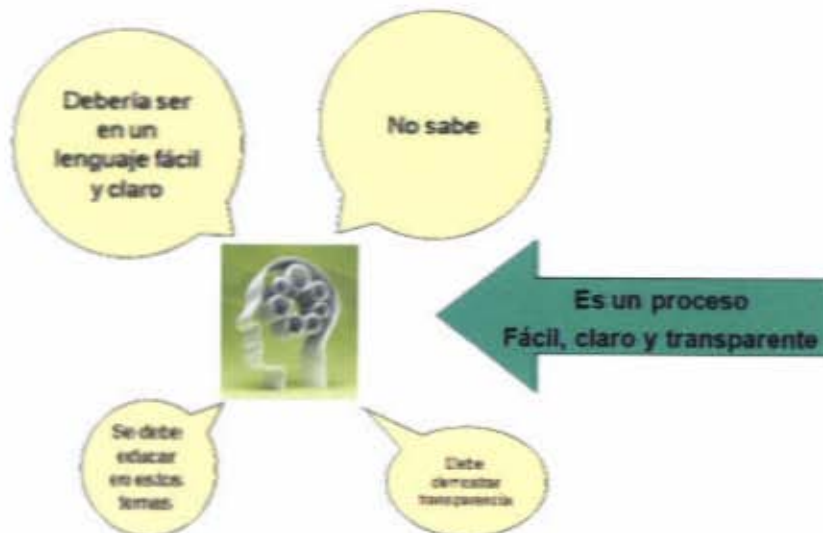 Debería ser
en un
lenguaje fácil
y claro
No sabe
Es un proceso
Fácil, claro y transparente
Se debe
educar
en estos
temas
Debe
demostrar
transparencia